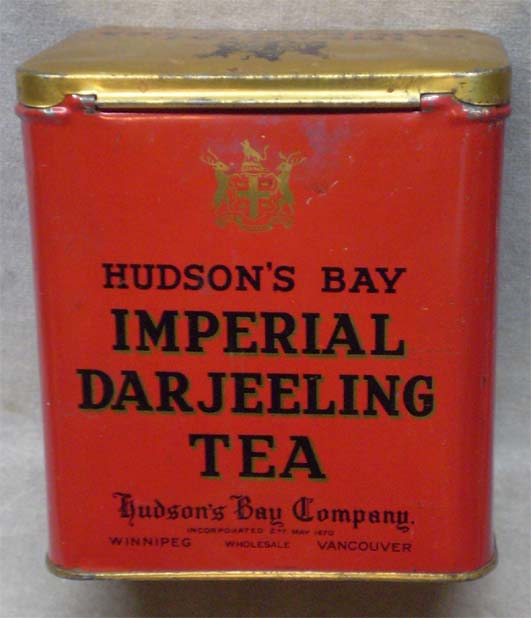 HUDSON'S BAY
IMPERIAL
DARJEELING
TEA
Hudson's Bay Company.
INCORPORATED 2ND MAY 1670
WINNIPEG WHOLESALE VANCOUVER